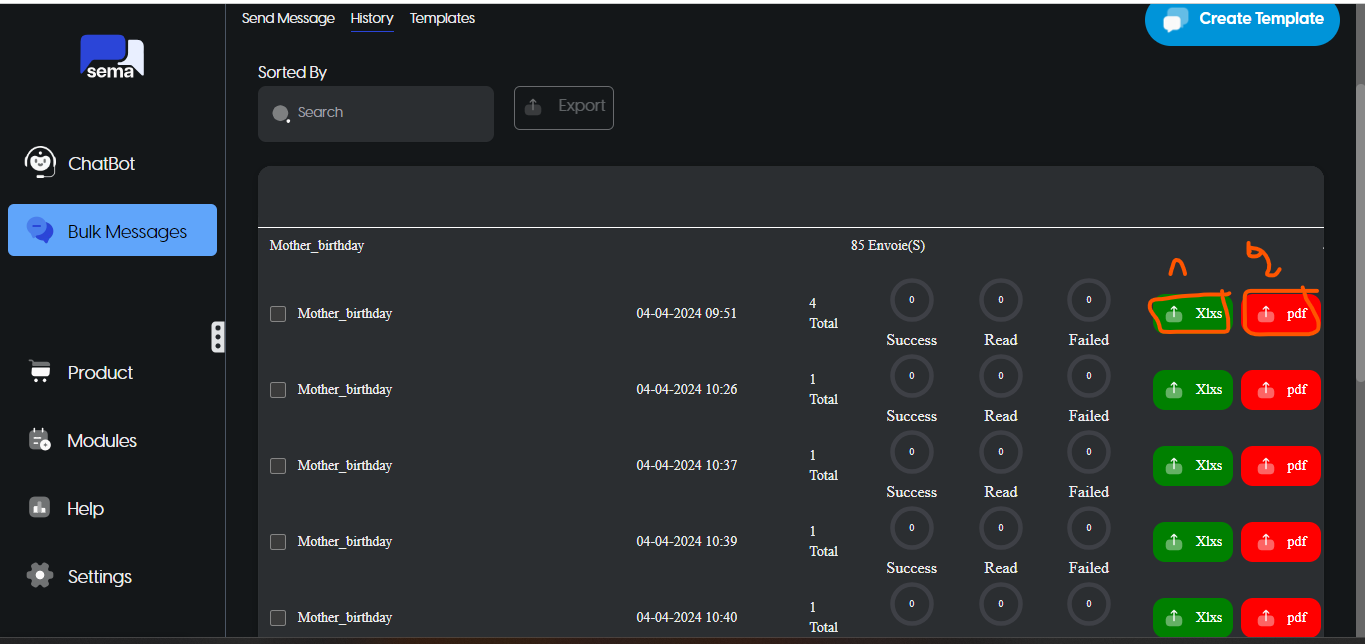 Send Message History Templates
Create Template
sema
Sorted By
Search
Export
ChatBot
Bulk Messages
Product
Modules
Help
Settings
Mother_birthday 85 Envoie(S)
Mother_birthday 04-04-2024 09:51 4 Total 0 Success 0 Read 0 Failed Xlxs pdf
Mother_birthday 04-04-2024 10:26 1 Total 0 Success 0 Read 0 Failed Xlxs pdf
Mother_birthday 04-04-2024 10:37 1 Total 0 Success 0 Read 0 Failed Xlxs pdf
Mother_birthday 04-04-2024 10:39 1 Total 0 Success 0 Read 0 Failed Xlxs pdf
Mother_birthday 04-04-2024 10:40 1 Total 0 0 0 Xlxs pdf